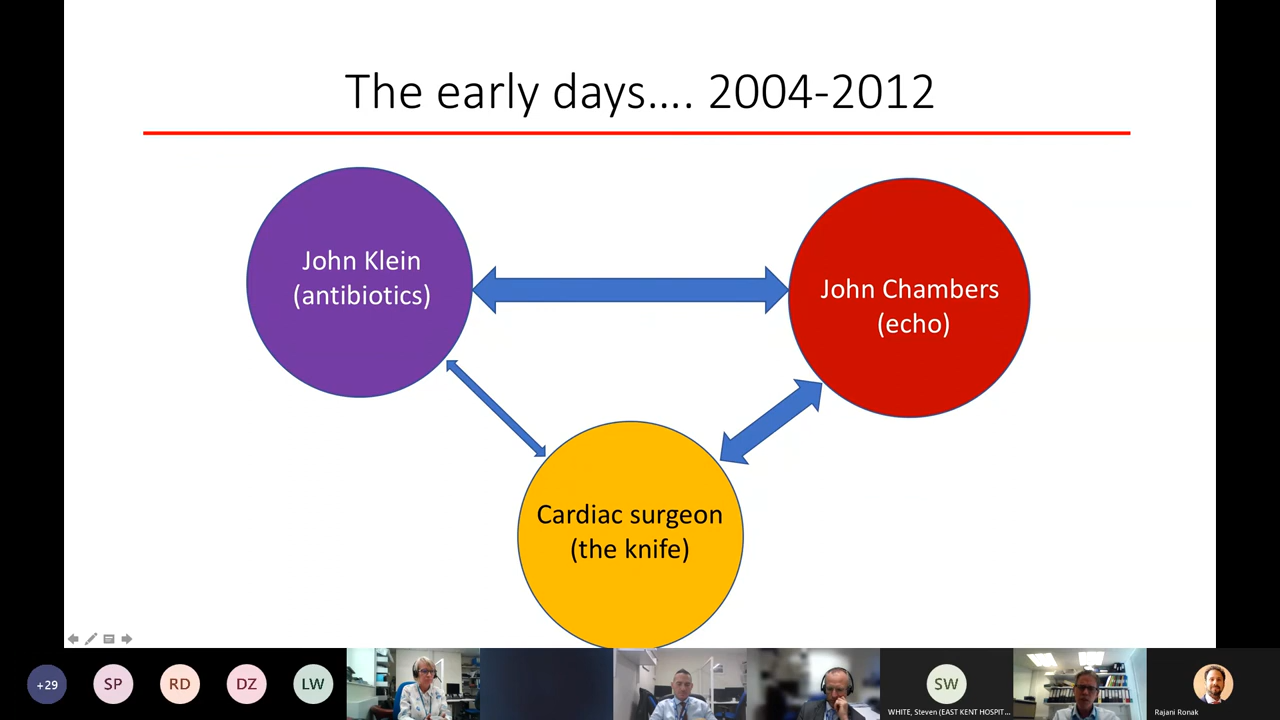 The early days.... 2004-2012
John Klein
(antibiotics)
John Chambers
(echo)
Cardiac surgeon
(the knife)
+29
SP
RD
DZ
LW
SW
WHITE, Steven (EAST KENT HOSPIT...
Rajani Ronak